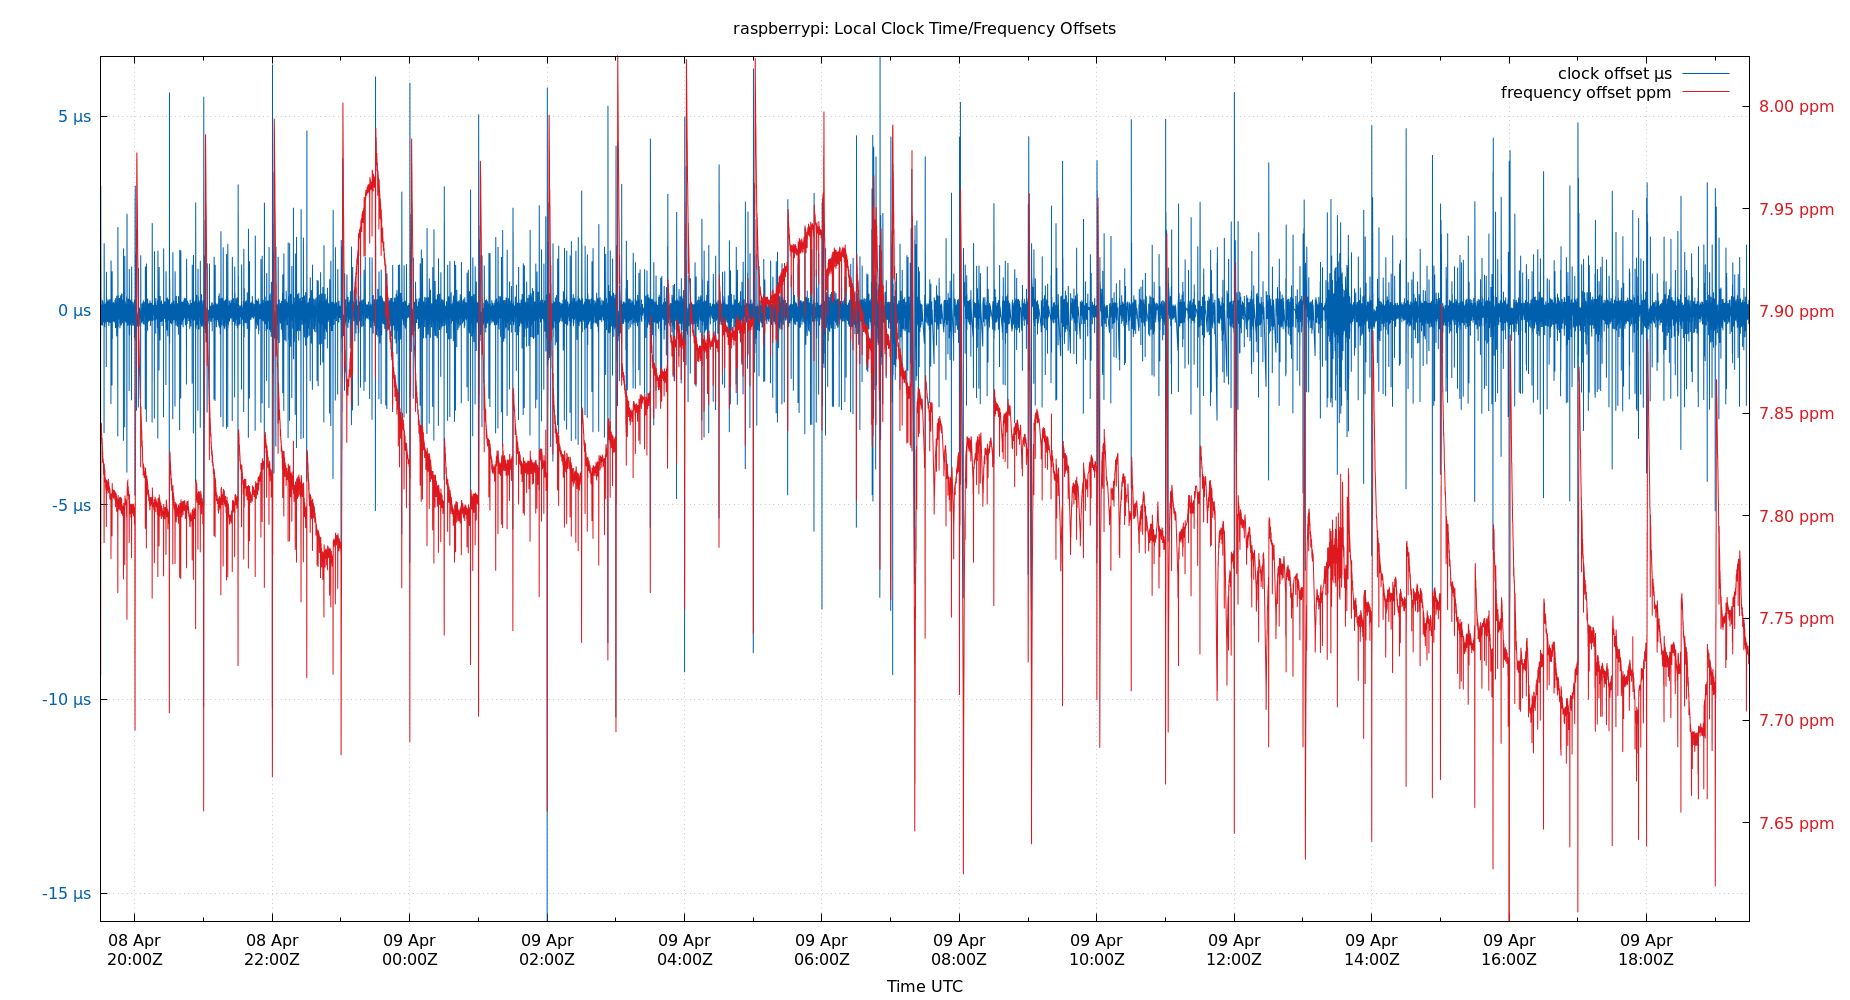 raspberrypi: Local Clock Time/Frequency Offsets
clock offset µs
frequency offset ppm
5 µs
0 µs
-5 µs
-10 µs
-15 µs
8.00 ppm
7.95 ppm
7.90 ppm
7.85 ppm
7.80 ppm
7.75 ppm
7.70 ppm
7.65 ppm
08 Apr 08 Apr 09 Apr 09 Apr 09 Apr 09 Apr 09 Apr 09 Apr 09 Apr 09 Apr 09 Apr 09 Apr
20:00Z 22:00Z 00:00Z 02:00Z 04:00Z 06:00Z 08:00Z 10:00Z 12:00Z 14:00Z 16:00Z 18:00Z
Time UTC